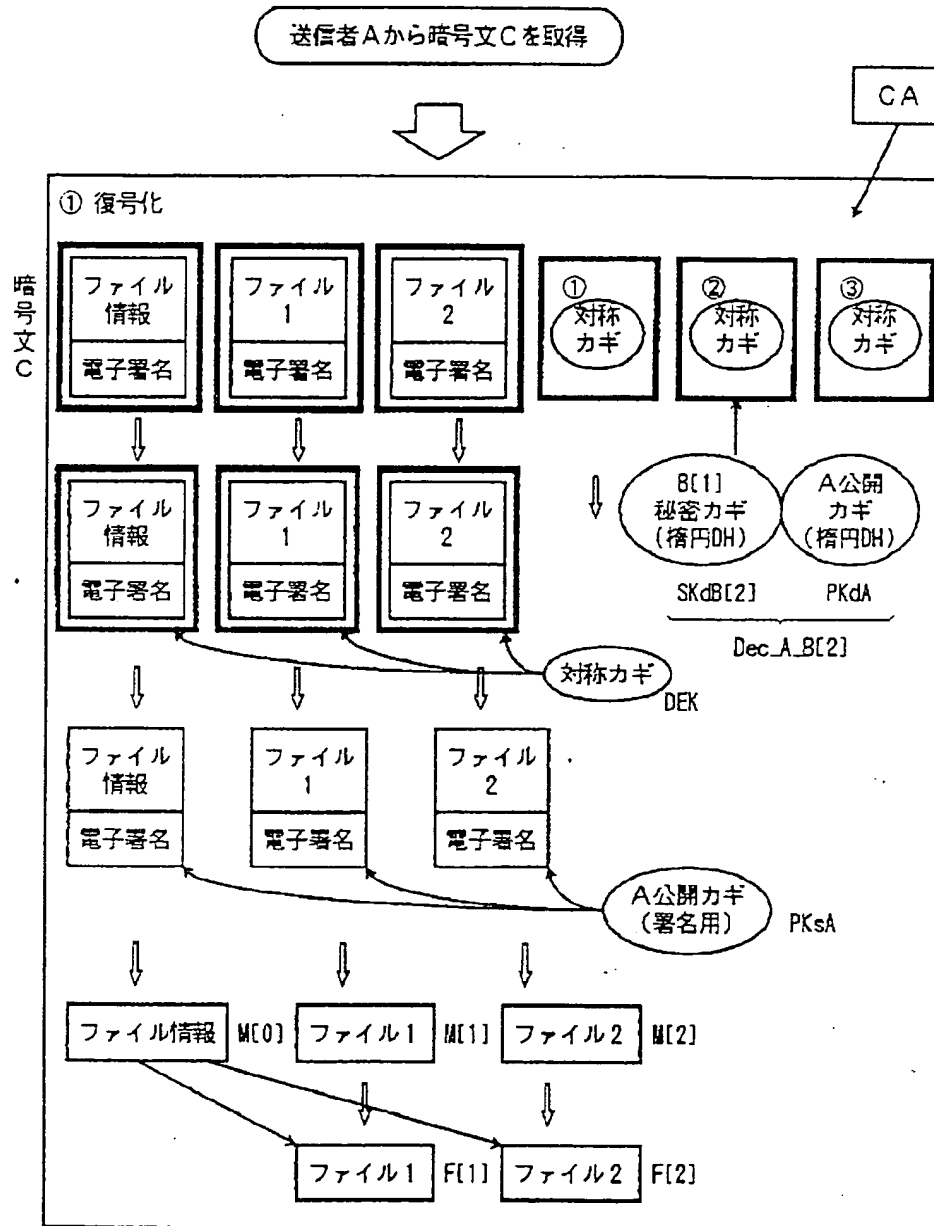 送信者Aから暗号文Cを取得
CA
① 復号化
暗号文C
ファイル
情報
電子署名
ファイル
1
電子署名
ファイル
2
電子署名
①
対称
カギ
②
対称
カギ
③
対称
カギ
ファイル
情報
電子署名
ファイル
1
電子署名
ファイル
2
電子署名
B[1]
秘密カギ
(楕円DH)
A公開
カギ
(楕円DH)
SKdB[2]
PKdA
Dec_A_B[2]
対称カギ
DEK
ファイル
情報
電子署名
ファイル
1
電子署名
ファイル
2
電子署名
A公開カギ
(署名用)
PKsA
ファイル情報 M[0]
ファイル1 M[1]
ファイル2 M[2]
ファイル1 F[1]
ファイル2 F[2]